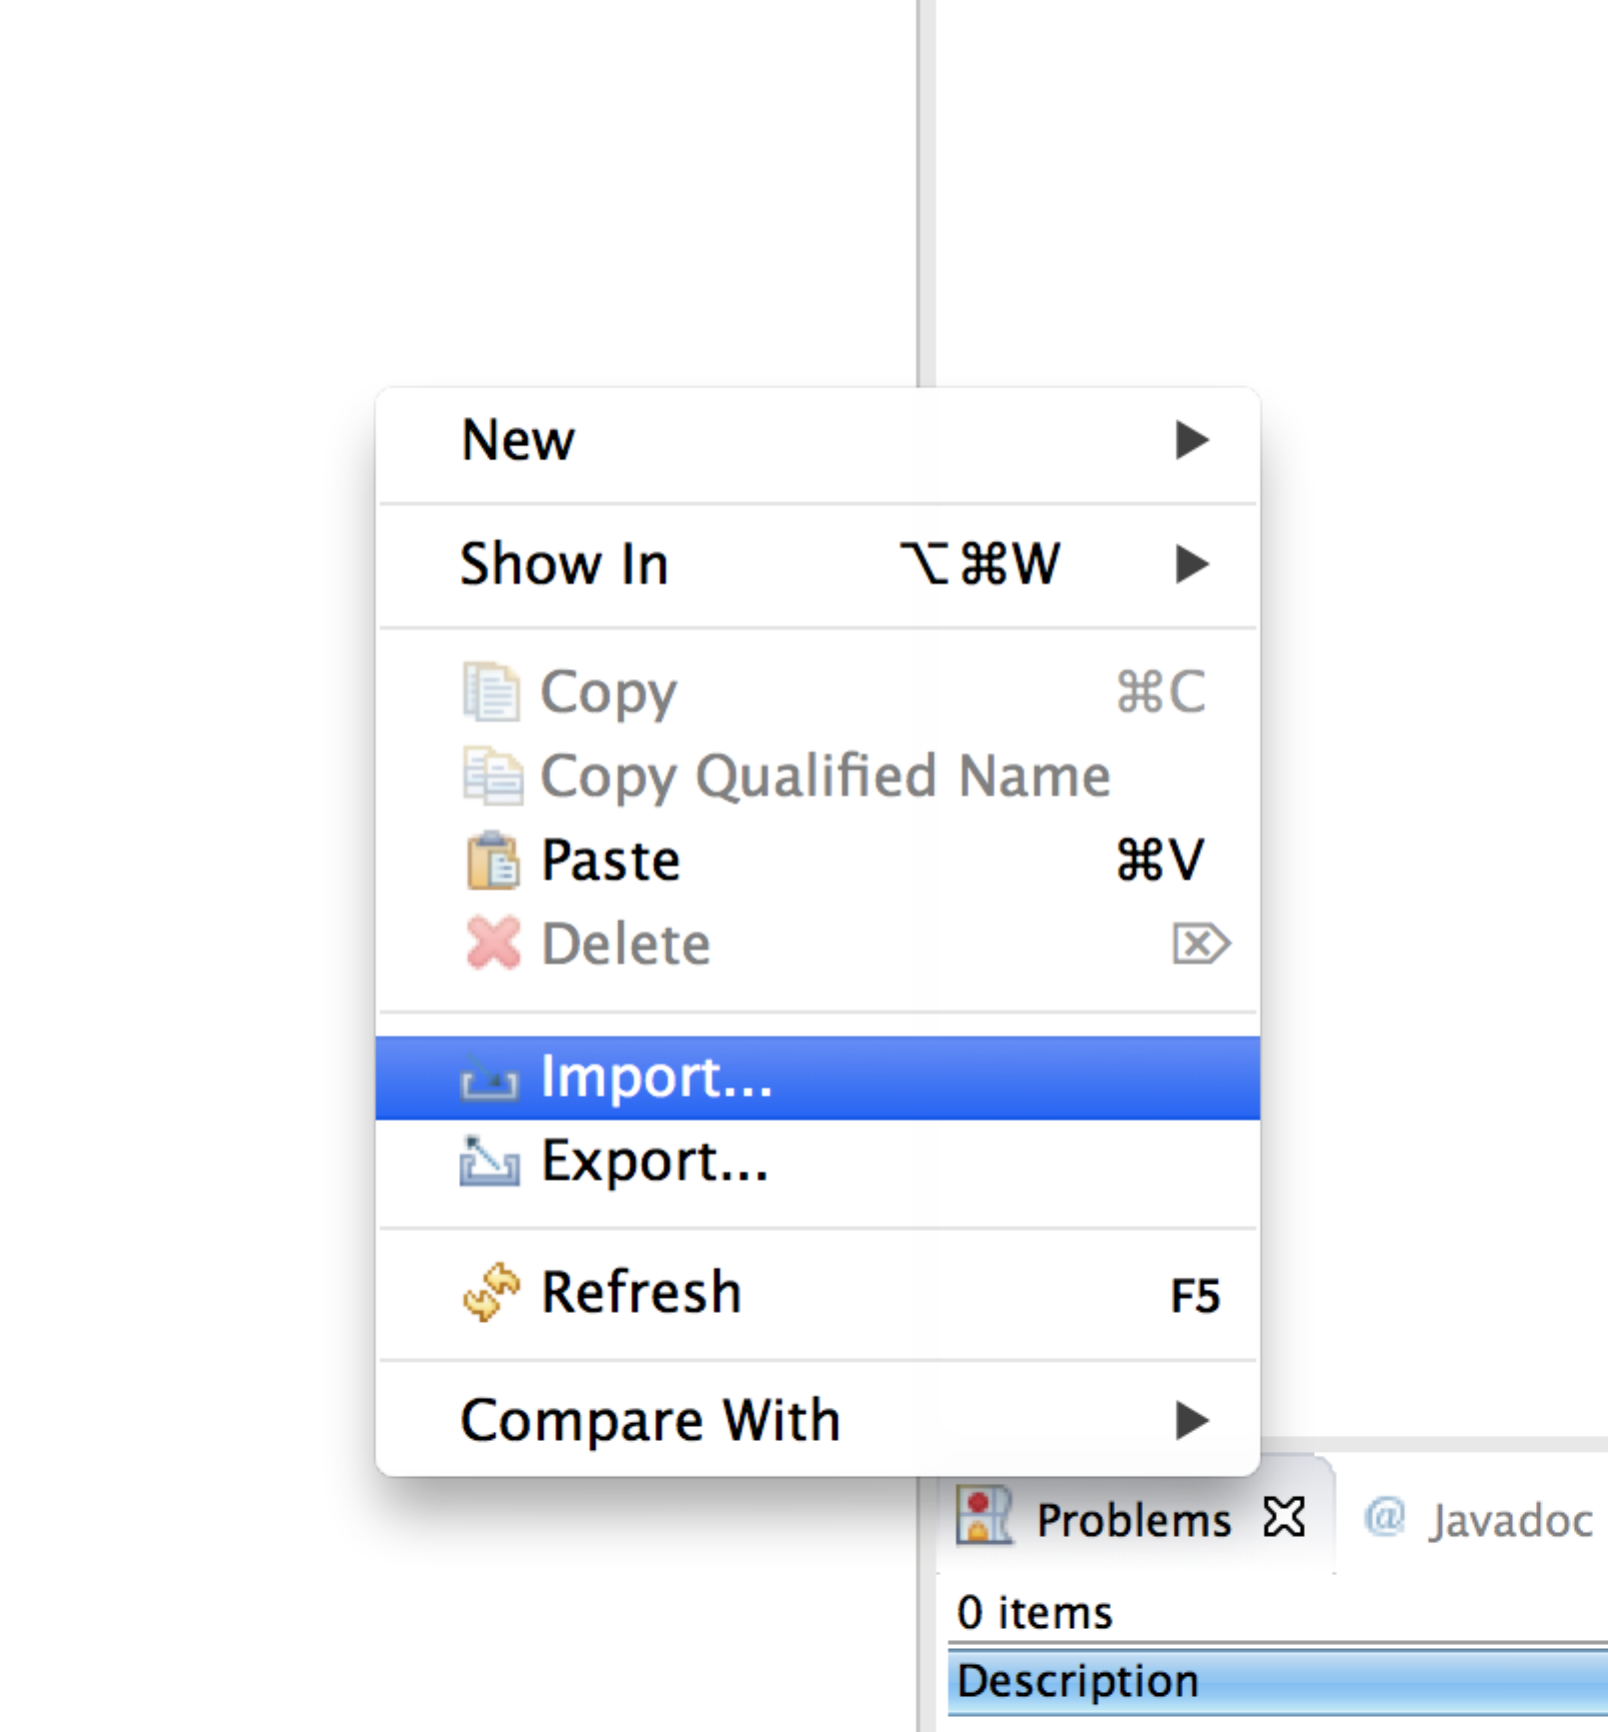 New
Show In ⌥⌘W
Copy ⌘C
Copy Qualified Name
Paste ⌘V
Delete ⌦
Import...
Export...
Refresh F5
Compare With
Problems @ Javadoc
0 items
Description